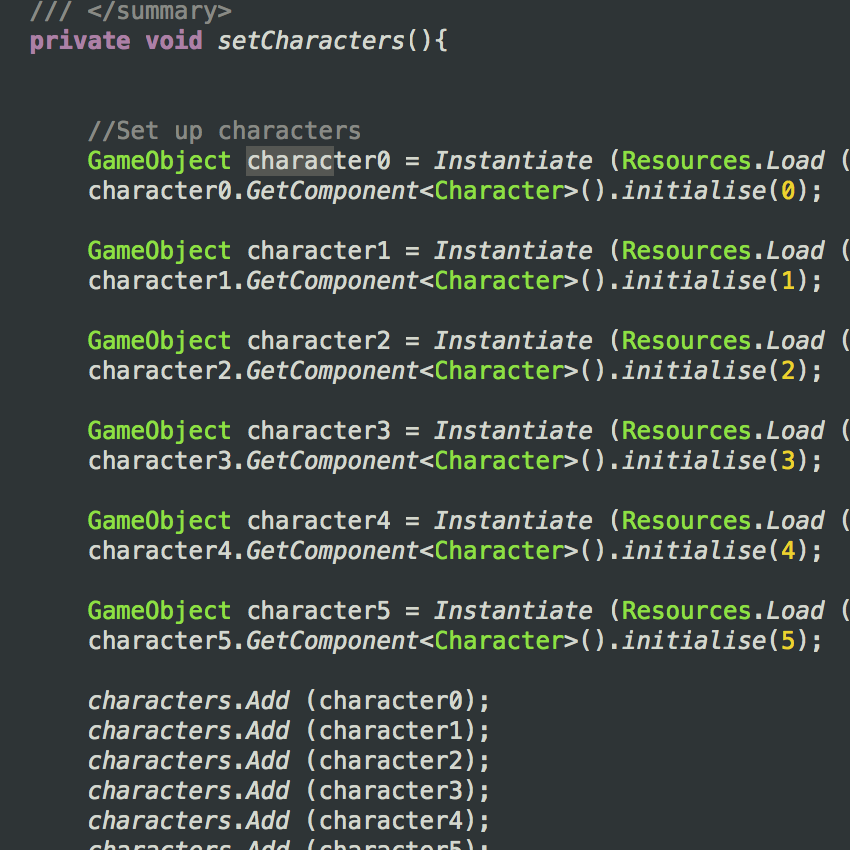 /// </summary>
private void setCharacters(){
//Set up characters
GameObject character0 = Instantiate (Resources.Load (
character0.GetComponent<Character>().initialise(0);
GameObject character1 = Instantiate (Resources.Load (
character1.GetComponent<Character>().initialise(1);
GameObject character2 = Instantiate (Resources.Load (
character2.GetComponent<Character>().initialise(2);
GameObject character3 = Instantiate (Resources.Load (
character3.GetComponent<Character>().initialise(3);
GameObject character4 = Instantiate (Resources.Load (
character4.GetComponent<Character>().initialise(4);
GameObject character5 = Instantiate (Resources.Load (
character5.GetComponent<Character>().initialise(5);
characters.Add (character0);
characters.Add (character1);
characters.Add (character2);
characters.Add (character3);
characters.Add (character4);
characters.Add (character5);